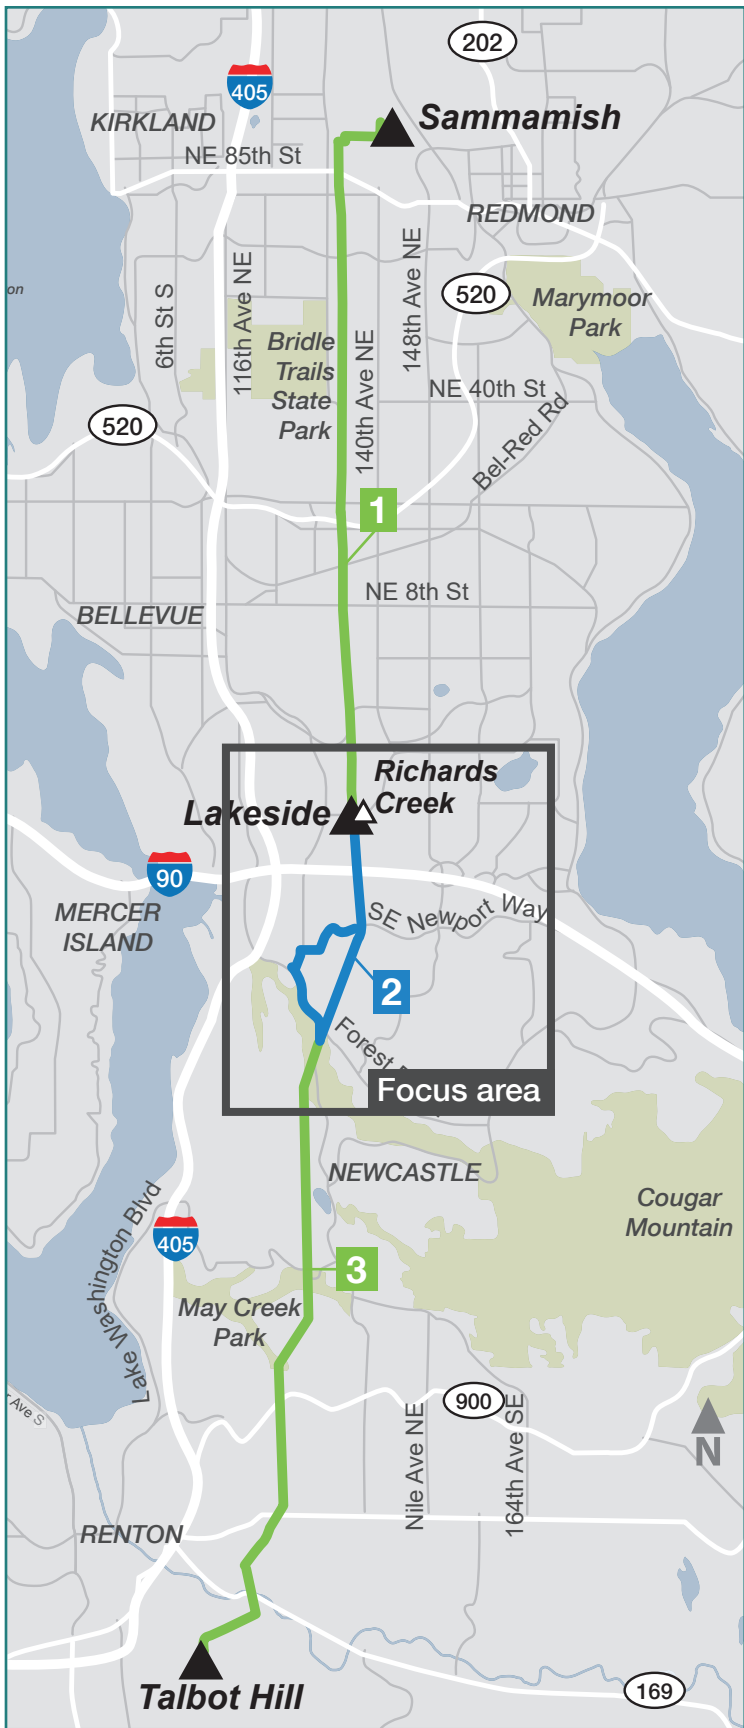 202
405
KIRKLAND
Sammamish
NE 85th St
REDMOND
on
6th St S
116th Ave NE
148th Ave NE
520
Marymoor
Park
Bridle
Trails
State
Park
140th Ave NE
NE 40th St
Bel-Red Rd
520
1
NE 8th St
BELLEVUE
Richards
Creek
Lakeside
90
MERCER
ISLAND
SE Newport Way
2
Forest
Focus area
NEWCASTLE
Cougar
Mountain
Lake Washington Blvd
405
3
May Creek
Park
900
r Ave S
Nile Ave NE
164th Ave SE
N
RENTON
Talbot Hill
169